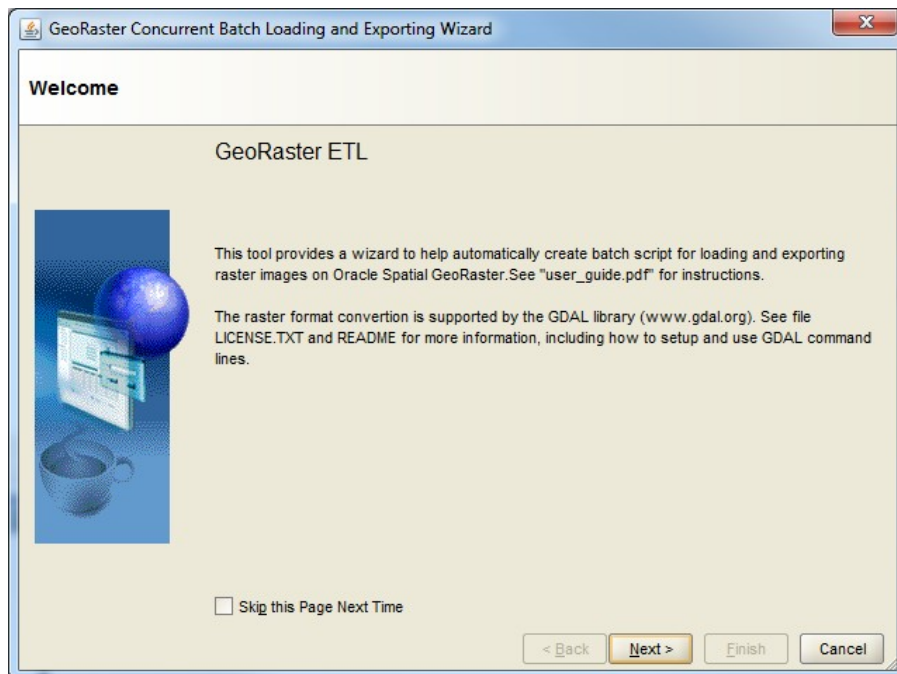 GeoRaster Concurrent Batch Loading and Exporting Wizard
Welcome
GeoRaster ETL
This tool provides a wizard to help automatically create batch script for loading and exporting
raster images on Oracle Spatial GeoRaster.See "user_guide.pdf" for instructions.
The raster format convertion is supported by the GDAL library (www.gdal.org). See file
LICENSE.TXT and README for more information, including how to setup and use GDAL command
lines.
Skip this Page Next Time
< Back
Next >
Finish
Cancel